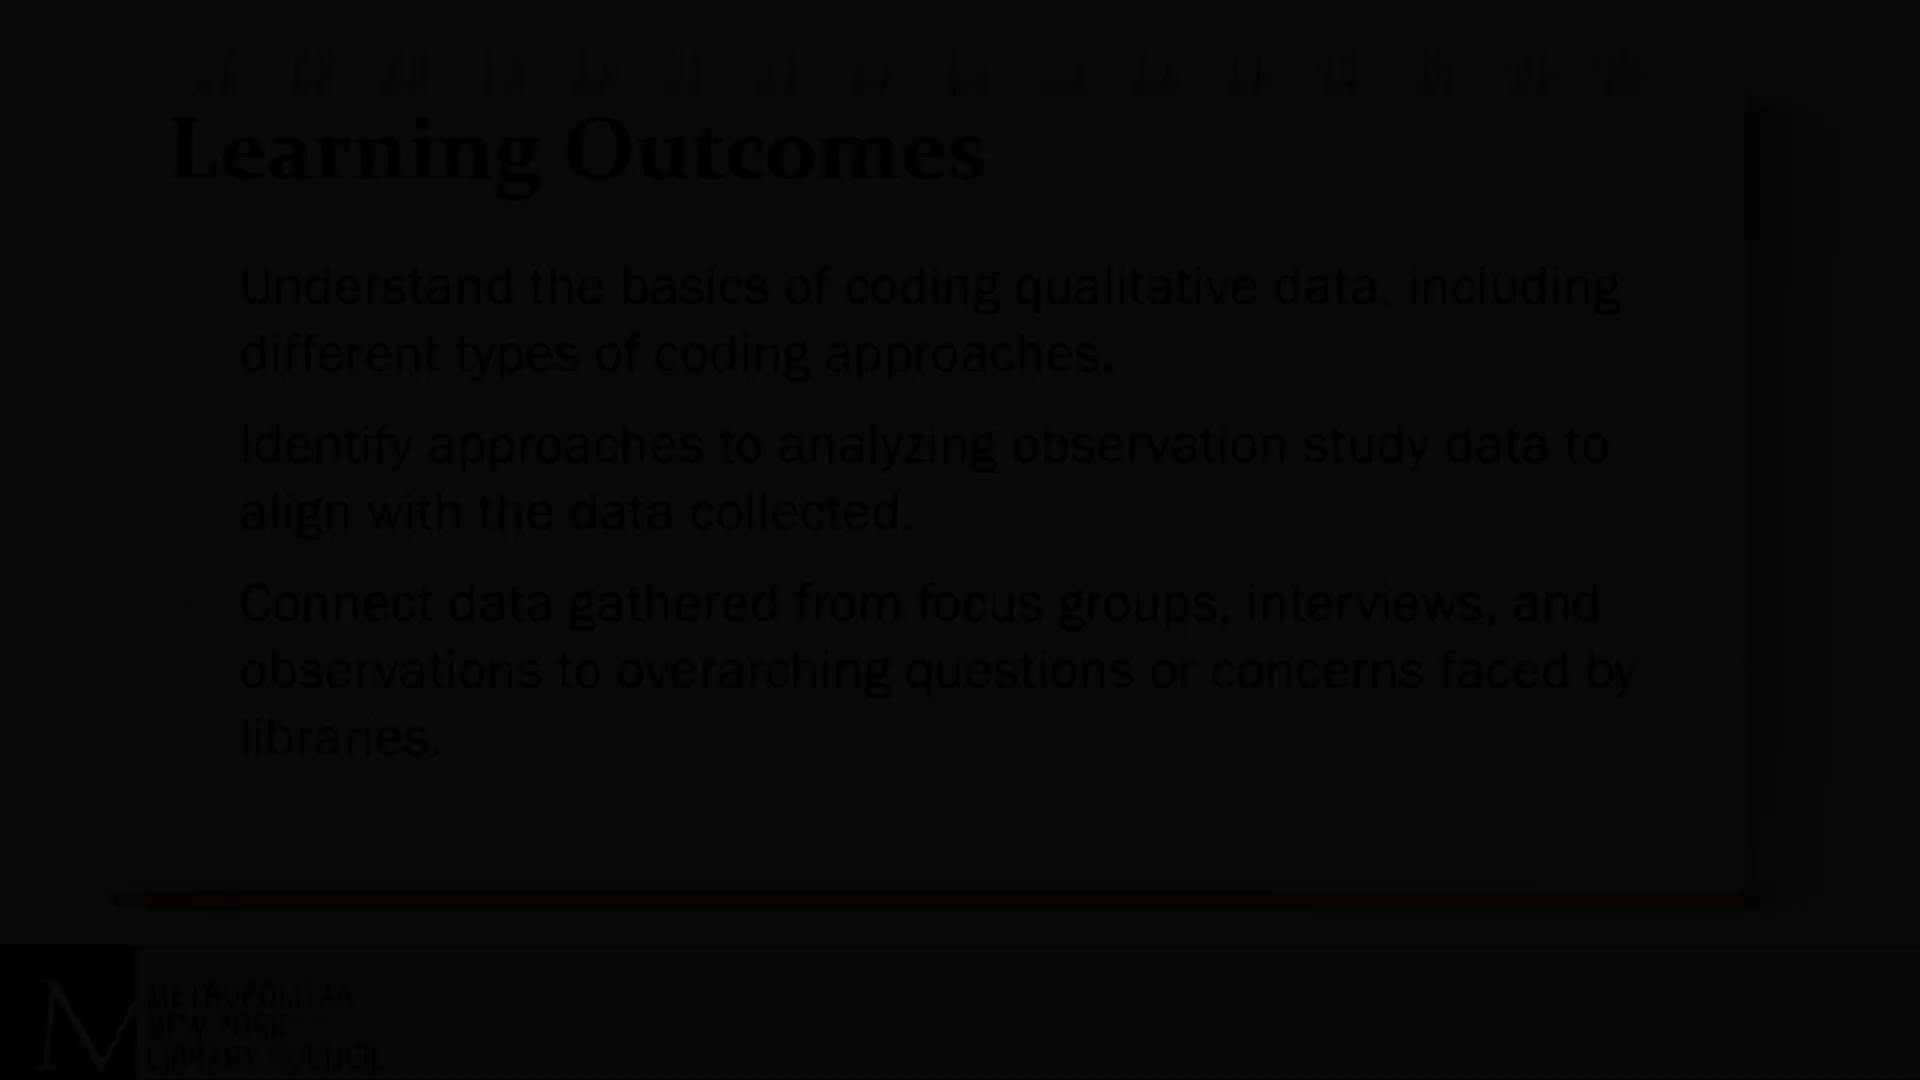 Learning Outcomes
Understand the basics of coding qualitative data, including
different types of coding approaches.
Identify approaches to analyzing observation study data to
align with the data collected.
Connect data gathered from focus groups, interviews, and
observations to overarching questions or concerns faced by
libraries.
METROPOLITAN
NEW YORK
LIBRARY COUNCIL